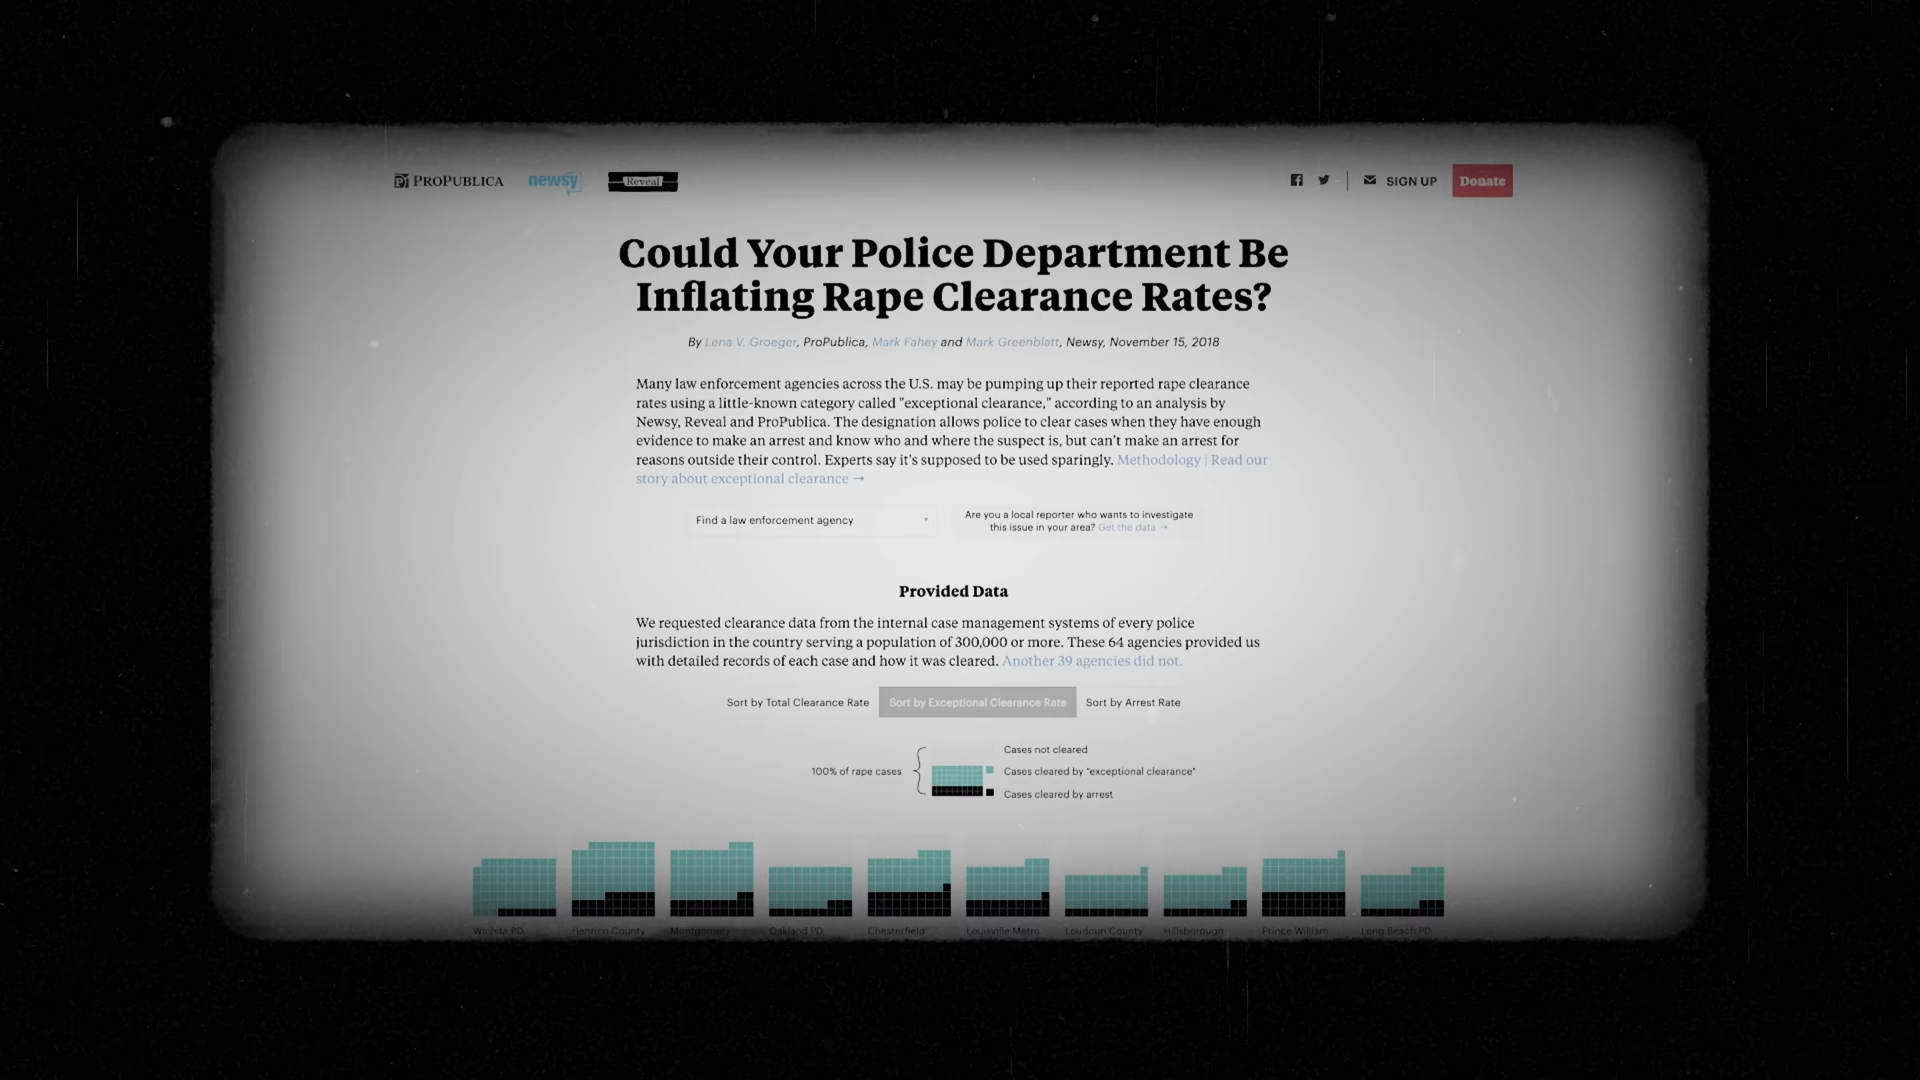 PROPUBLICA newsy Reveal SIGN UP Donate
Could Your Police Department Be
Inflating Rape Clearance Rates?
By Lena V. Groeger, ProPublica, Mark Fahey and Mark Greenblatt, Newsy, November 15, 2018
Many law enforcement agencies across the U.S. may be pumping up their reported rape clearance
rates using a little-known category called "exceptional clearance," according to an analysis by
Newsy, Reveal and ProPublica. The designation allows police to clear cases when they have enough
evidence to make an arrest and know who and where the suspect is, but can't make an arrest for
reasons outside their control. Experts say it's supposed to be used sparingly. Methodology | Read our
story about exceptional clearance →
Find a law enforcement agency
Are you a local reporter who wants to investigate
this issue in your area? Get the data →
Provided Data
We requested clearance data from the internal case management systems of every police
jurisdiction in the country serving a population of 300,000 or more. These 64 agencies provided us
with detailed records of each case and how it was cleared. Another 39 agencies did not.
Sort by Total Clearance Rate Sort by Exceptional Clearance Rate Sort by Arrest Rate
100% of rape cases
Cases not cleared
Cases cleared by "exceptional clearance"
Cases cleared by arrest
Wichita PD Henrico County Montgomery Oakland PD Chesterfield Louisville Metro Loudoun County Hillsborough Prince William Long Beach PD